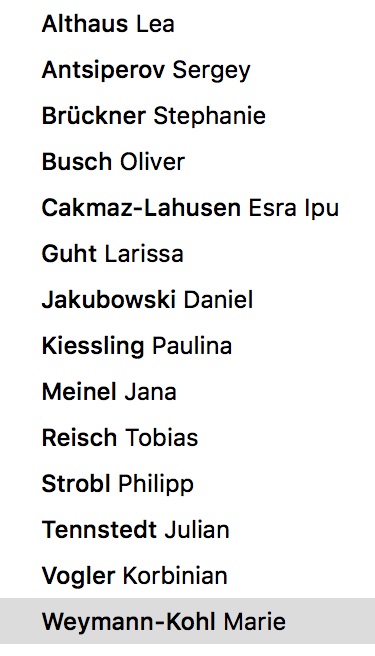 Althaus Lea
Antsiperov Sergey
Brückner Stephanie
Busch Oliver
Cakmaz-Lahusen Esra Ipu
Guht Larissa
Jakubowski Daniel
Kiessling Paulina
Meinel Jana
Reisch Tobias
Strobl Philipp
Tennstedt Julian
Vogler Korbinian
Weymann-Kohl Marie